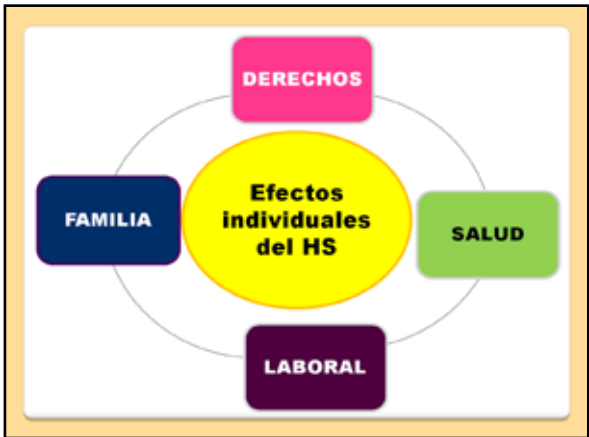 DERECHOS
FAMILIA
Efectos
individuales
del HS
SALUD
LABORAL